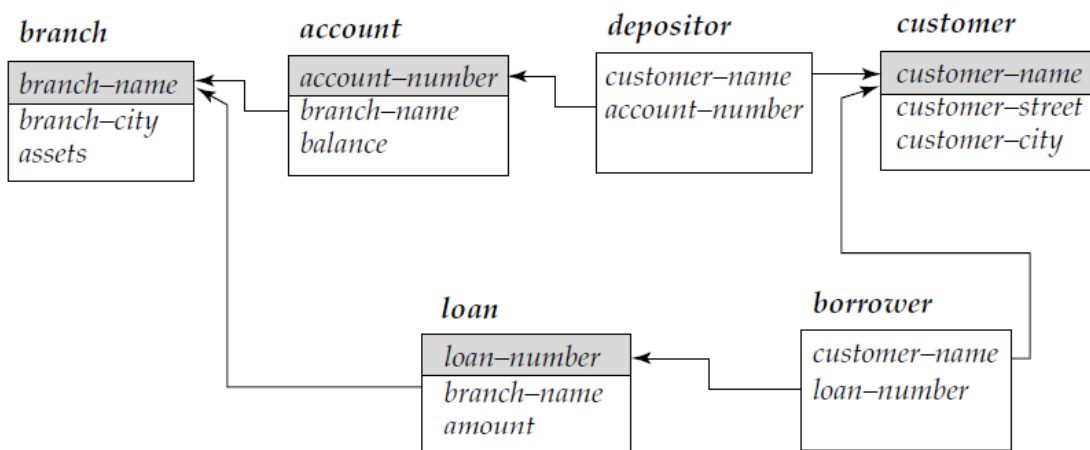 branch
branch–name
branch–city
assets
account
account–number
branch–name
balance
depositor
customer–name
account–number
customer
customer–name
customer–street
customer–city
loan
loan–number
branch–name
amount
borrower
customer–name
loan–number